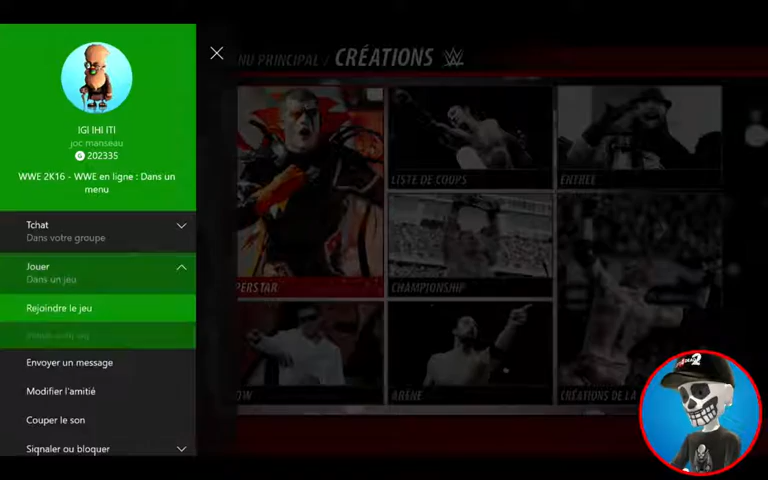 IGI IHI ITI
joc manseau
G 202335
WWE 2K16 - WWE en ligne : Dans un
menu
Tchat
Dans votre groupe
Jouer
Dans un jeu
Rejoindre le jeu
Envoyer un message
Modifier l'amitié
Couper le son
Signaler ou bloquer
NU PRINCIPAL / CRÉATIONS
PERSTAR
LISTE DE COUPS
ENTRÉE
CHAMPIONSHIP
OW
ARÈNE
CRÉATIONS DE LA
2